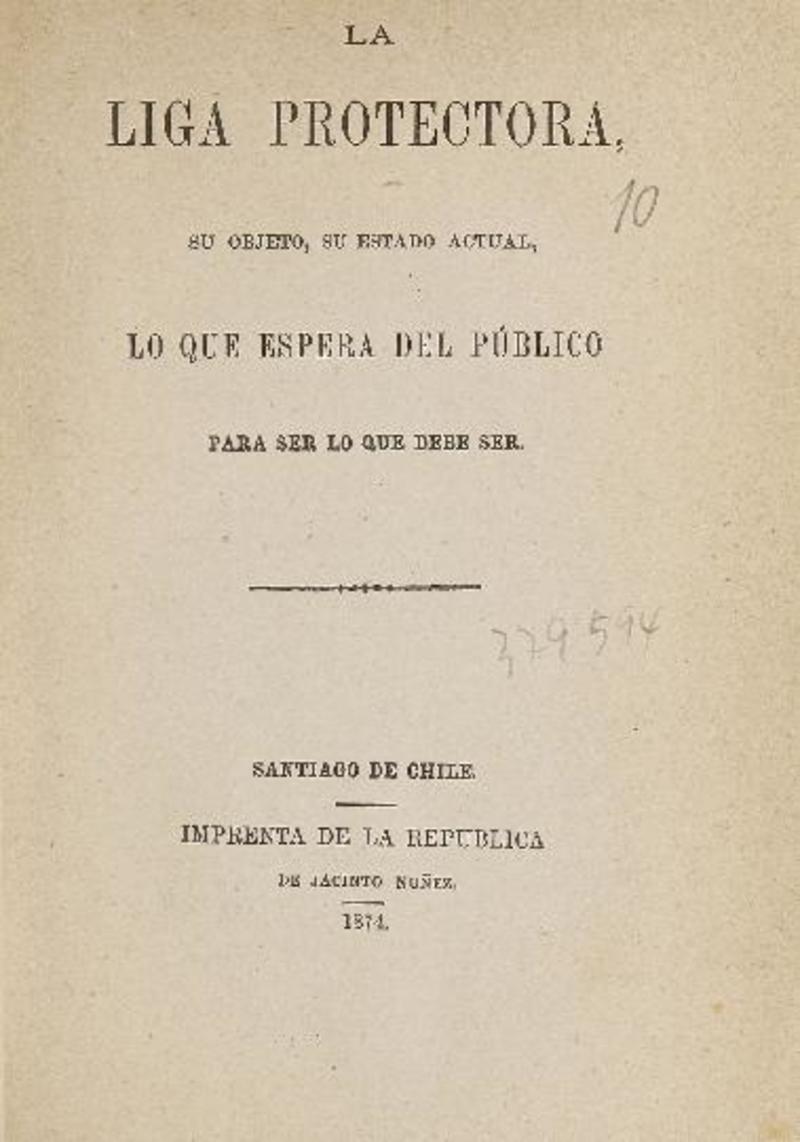 LA
LIGA PROTECTORA,
10
SU OBJETO, SU ESTADO ACTUAL,
LO QUE ESPERA DEL PÚBLICO
PARA SER LO QUE DEBE SER.
379594
SANTIAGO DE CHILE
IMPRENTA DE LA REPUBLICA
DE JACINTO NUÑEZ.
1874.